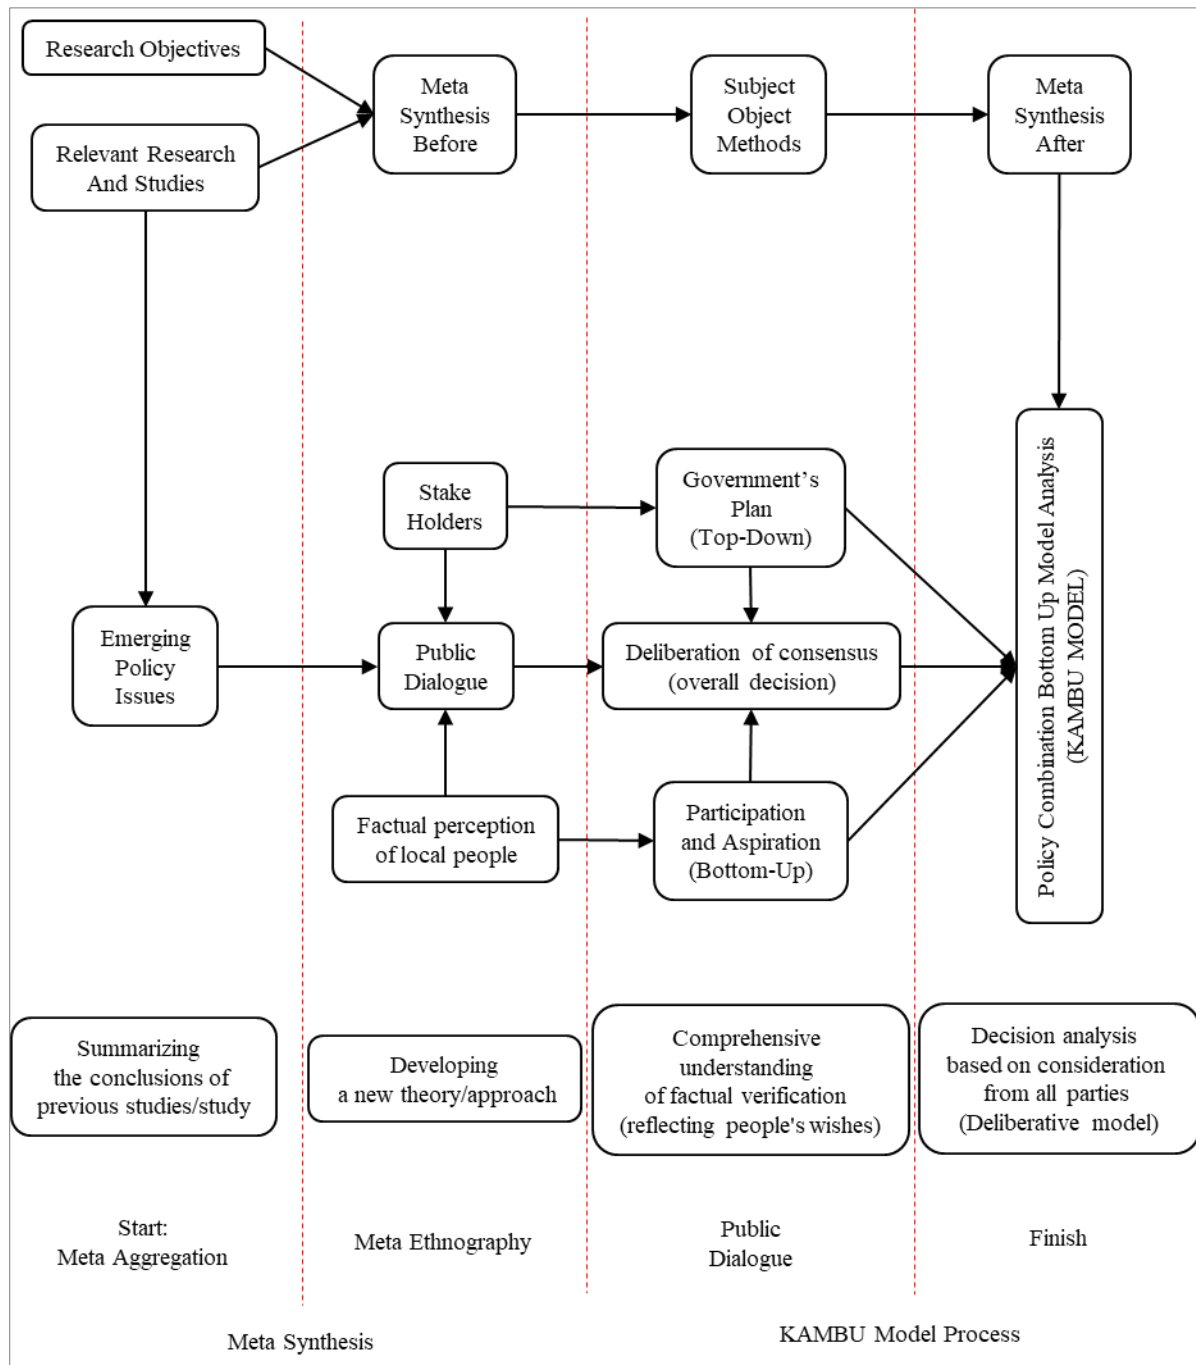 Research Objectives
Relevant Research
And Studies
Meta
Synthesis
Before
Subject
Object
Methods
Meta
Synthesis
After
Stake
Holders
Government’s
Plan
(Top-Down)
Emerging
Policy
Issues
Public
Dialogue
Deliberation of consensus
(overall decision)
Factual perception
of local people
Participation
and Aspiration
(Bottom-Up)
Policy Combination Bottom Up Model Analysis
(KAMBU MODEL)
Summarizing
the conclusions of
previous studies/study
Developing
a new theory/approach
Comprehensive
understanding
of factual verification
(reflecting people's wishes)
Decision analysis
based on consideration
from all parties
(Deliberative model)
Start:
Meta Aggregation
Meta Ethnography
Public
Dialogue
Finish
Meta Synthesis
KAMBU Model Process